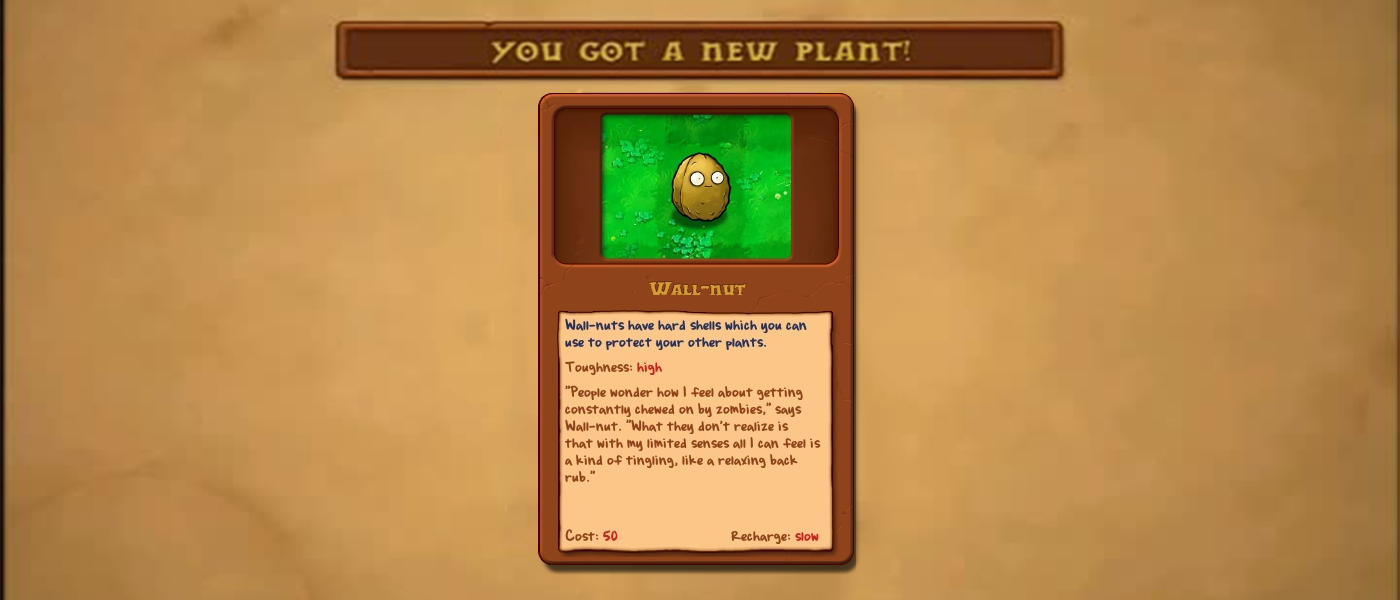 YOU GOT A NEW PLANT!
Wall-nut
Wall-nuts have hard shells which you can
use to protect your other plants.
Toughness: high
"People wonder how I feel about getting
constantly chewed on by zombies," says
Wall-nut. "What they don't realize is
that with my limited senses all I can feel is
a kind of tingling, like a relaxing back
rub."
Cost: 50 Recharge: slow